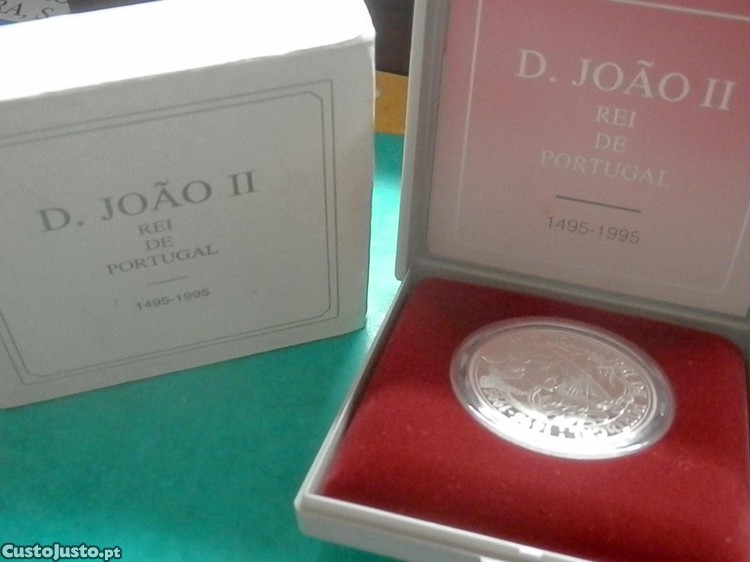 D. JOÃO II
REI
DE
PORTUGAL
1495-1995
D. JOÃO II
REI
DE
PORTUGAL
1495-1995
CustoJusto.pt